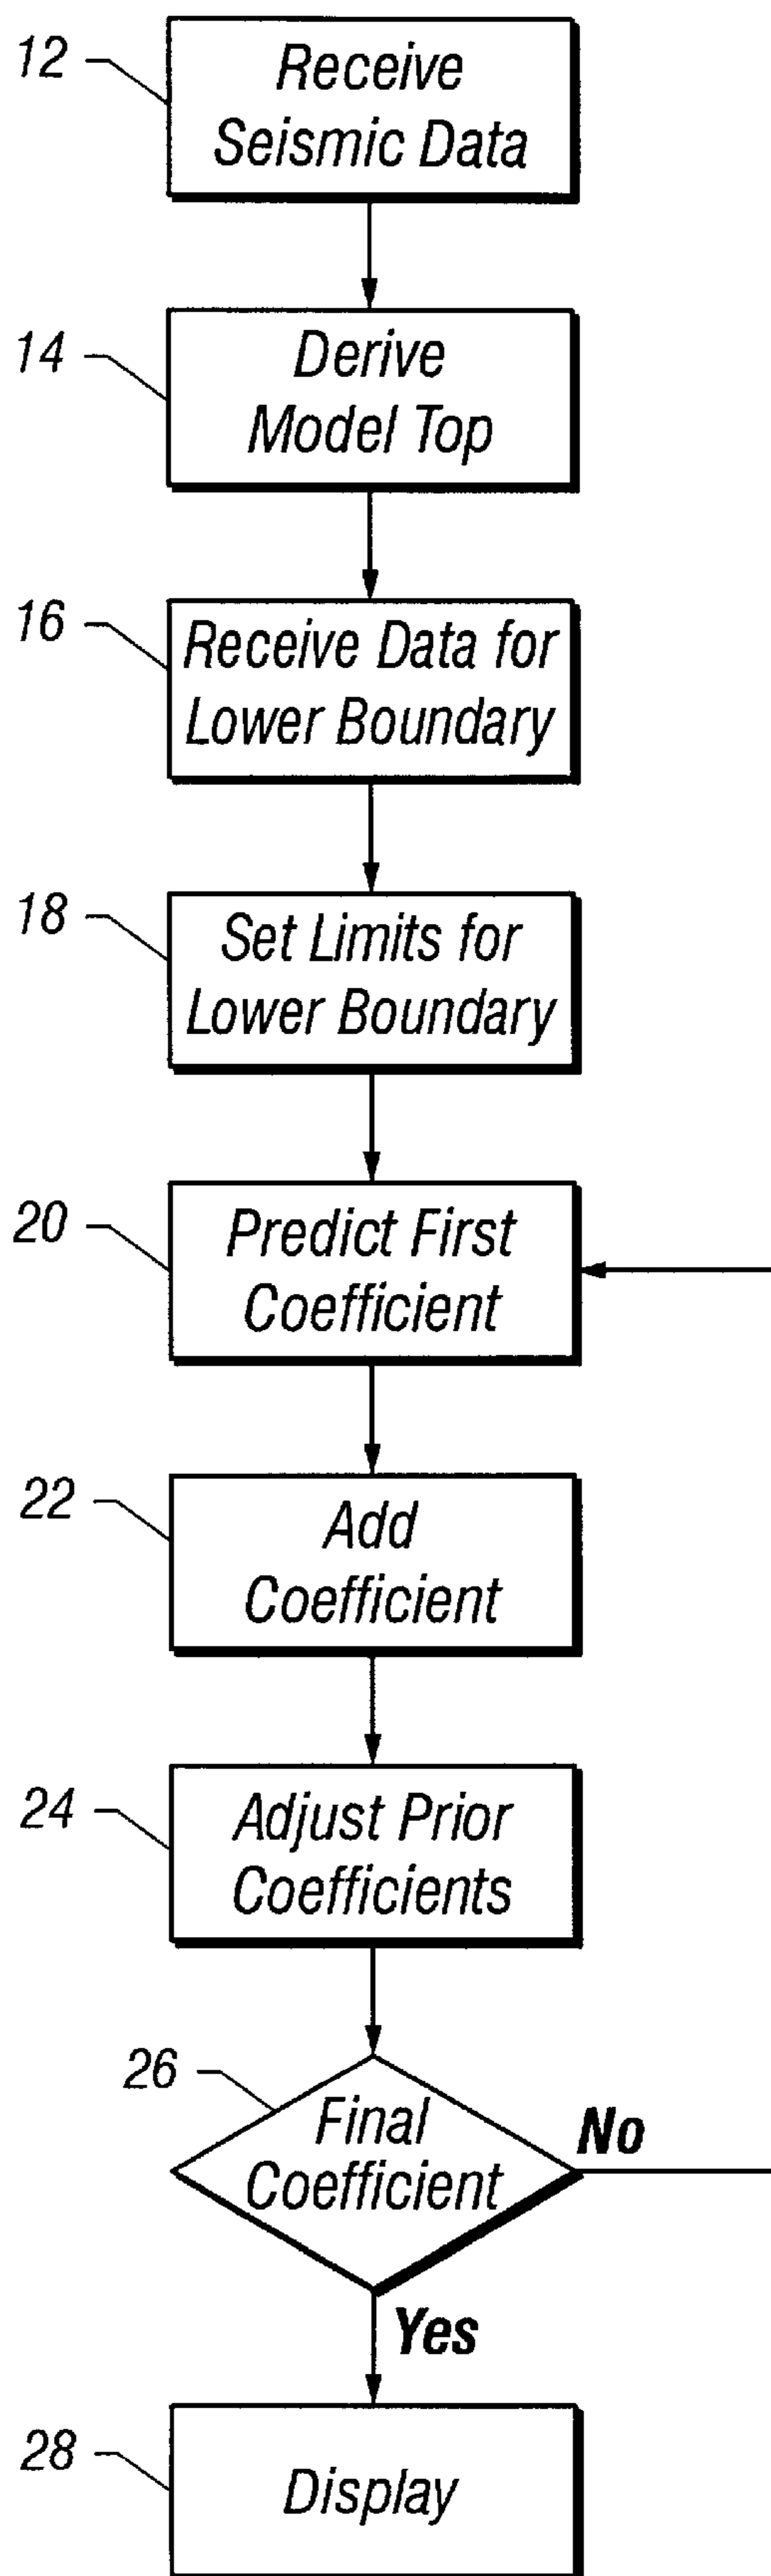 12
Receive
Seismic Data
14
Derive
Model Top
16
Receive Data for
Lower Boundary
18
Set Limits for
Lower Boundary
20
Predict First
Coefficient
22
Add
Coefficient
24
Adjust Prior
Coefficients
26
Final
Coefficient
No
Yes
28
Display